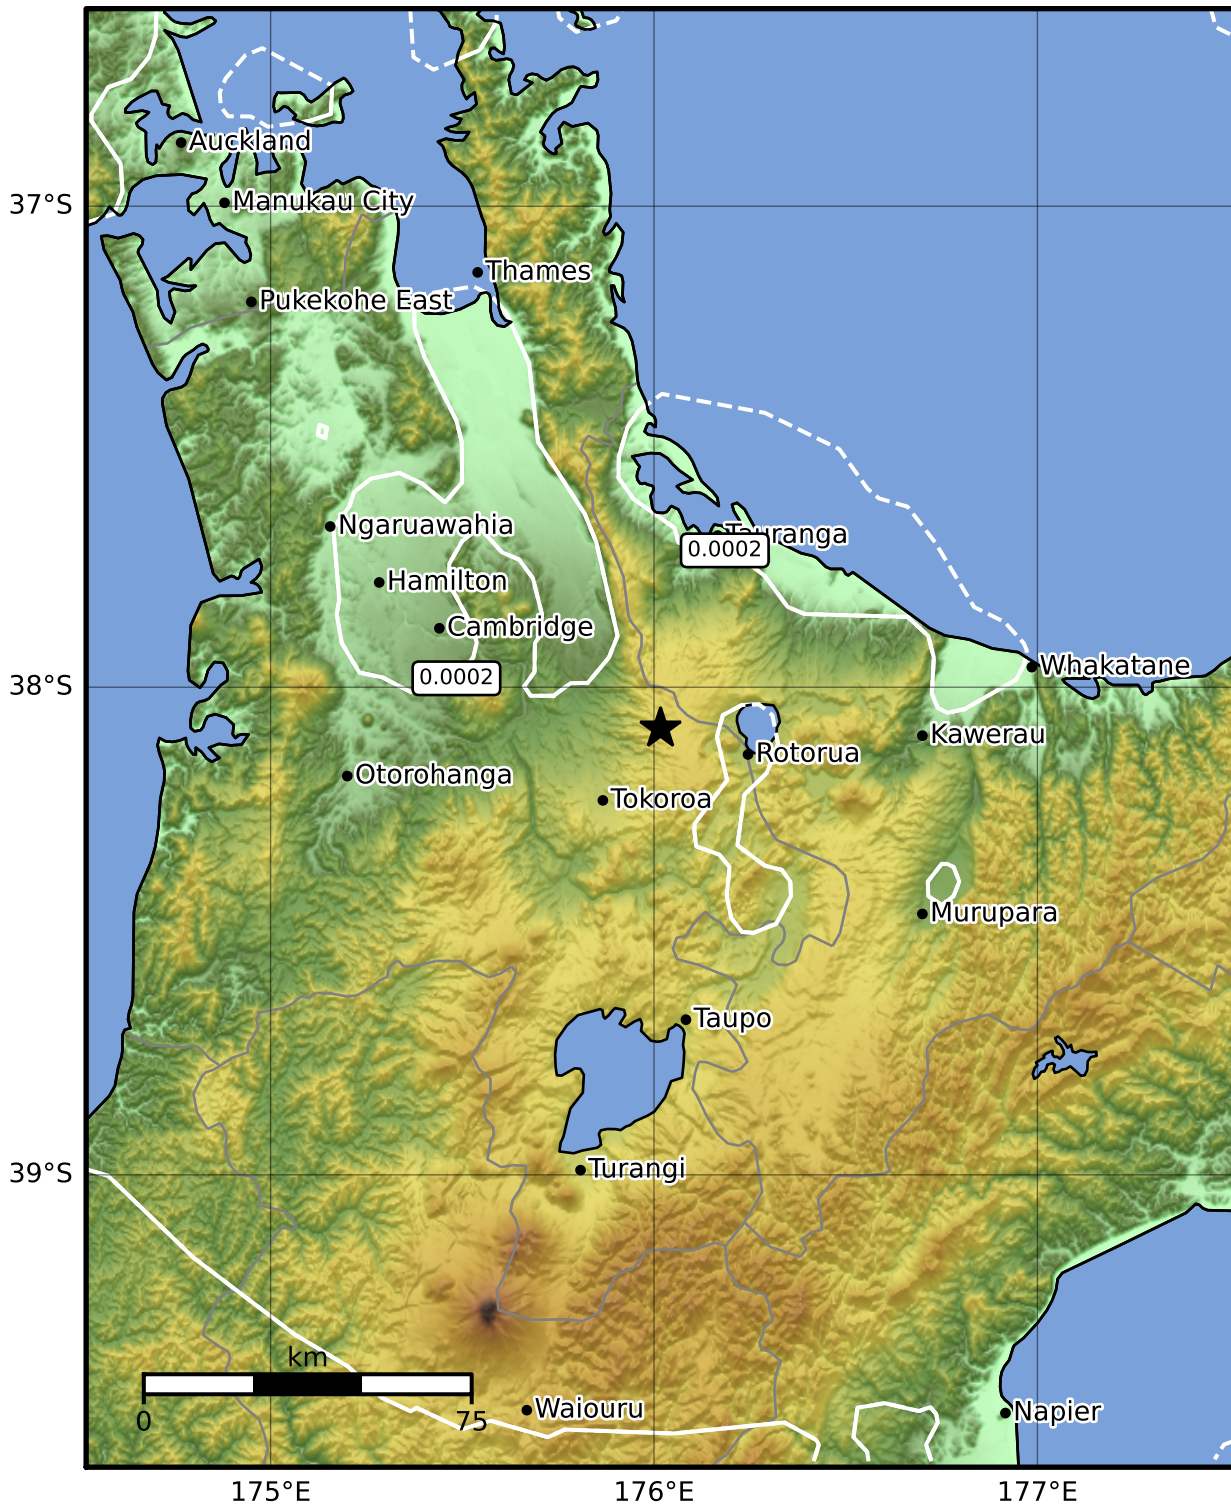 Auckland
Manukau City
37°S
Thames
Pukekohe East
Ngaruawahia
Tauranga
0.0002
Hamilton
Cambridge
Whakatane
0.0002
38°S
Kawerau
Rotorua
Otorohanga
Tokoroa
Murupara
Taupo
Turangi
39°S
km
0
75
Waiouru
Napier
175°E
176°E
177°E